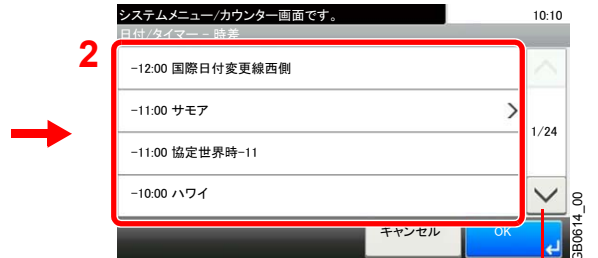 システムメニュー/カウンター画面です。
10:10
日付/タイマー - 時差
2
-12:00 国際日付変更線西側
-11:00 サモア
1/24
-11:00 協定世界時-11
-10:00 ハワイ
キャンセル
OK
GB0614_00